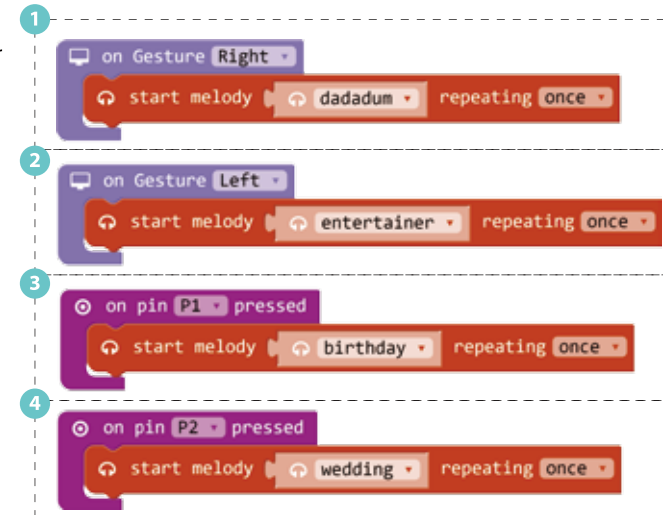 1
on Gesture Right
start melody dadadum repeating once
2
on Gesture Left
start melody entertainer repeating once
3
on pin P1 pressed
start melody birthday repeating once
4
on pin P2 pressed
start melody wedding repeating once